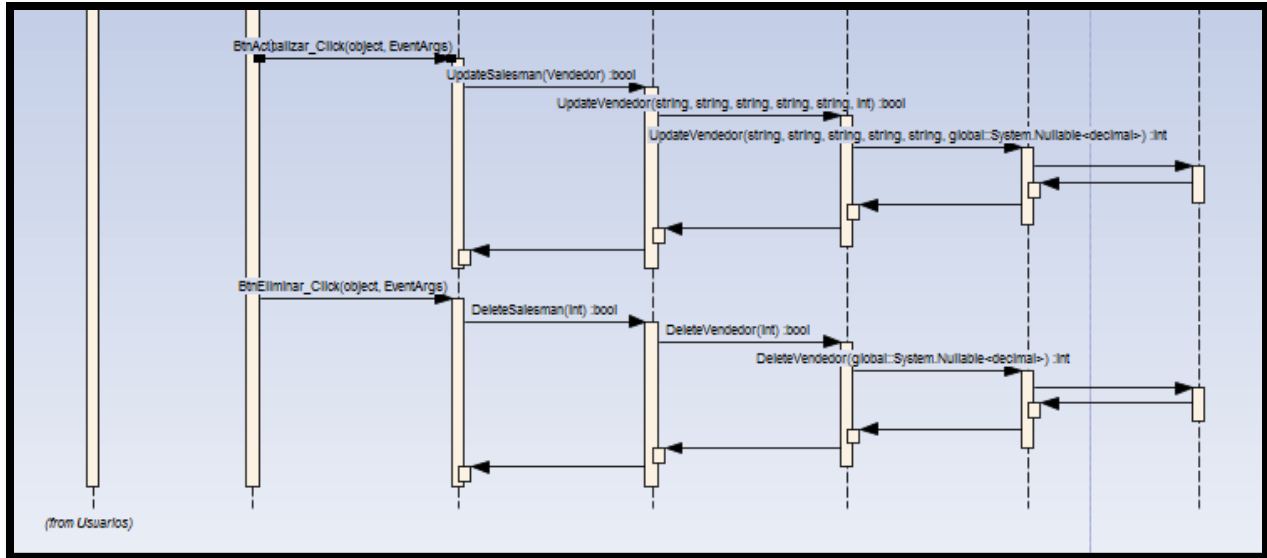 BtnActualizar_Click(object, EventArgs)
UpdateSalesman(Vendedor) :bool
UpdateVendedor(string, string, string, string, string, int) :bool
UpdateVendedor(string, string, string, string, string, global::System.Nullable<decimal>) :int
BtnEliminar_Click(object, EventArgs)
DeleteSalesman(int) :bool
DeleteVendedor(int) :bool
DeleteVendedor(global::System.Nullable<decimal>) :int
(from Usuarios)